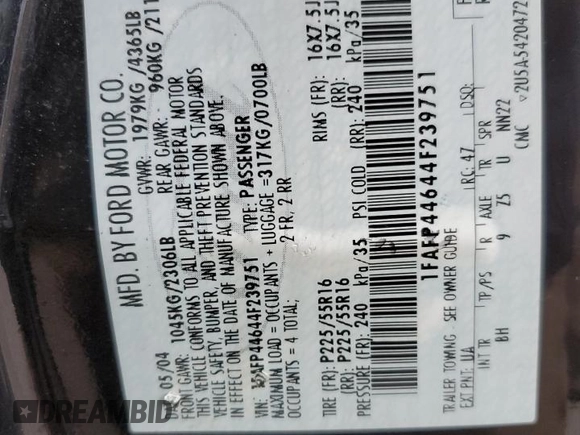 MFD. BY FORD MOTOR CO.
05/04 GVWR: 1979KG /4365LB
FRONT GAWR: 1045KG/2306LB REAR GAWR: 960KG /211
THIS VEHICLE CONFORMS TO ALL APPLICABLE FEDERAL MOTOR
VEHICLE SAFETY, BUMPER, AND THEFT PREVENTION STANDARDS
IN EFFECT ON THE DATE OF MANUFACTURE SHOWN ABOVE.
VIN: 1FAFP44644F239751 TYPE: PASSENGER
MAXIMUM LOAD = OCCUPANTS + LUGGAGE =317KG/0700LB
OCCUPANTS = 4 TOTAL; 2 FR, 2 RR
TIRE (FR): P225/55R16 RIMS (FR): 16X7.5J
(RR): P225/55R16 (RR): 16X7.5J
PRESSURE (FR): 240 kPa/35 PSI COLD (RR): 240 kPa/35
1FAFP44644F239751
TRAILER TOWING - SEE OWNER GUIDE
EXT PNT: UA RC: 47 DSO:
INT TR TP/PS R AXLE TR SPR
BH 9 Z5 U NN22
CMC ▽2U5A-5420472
DREAMBID